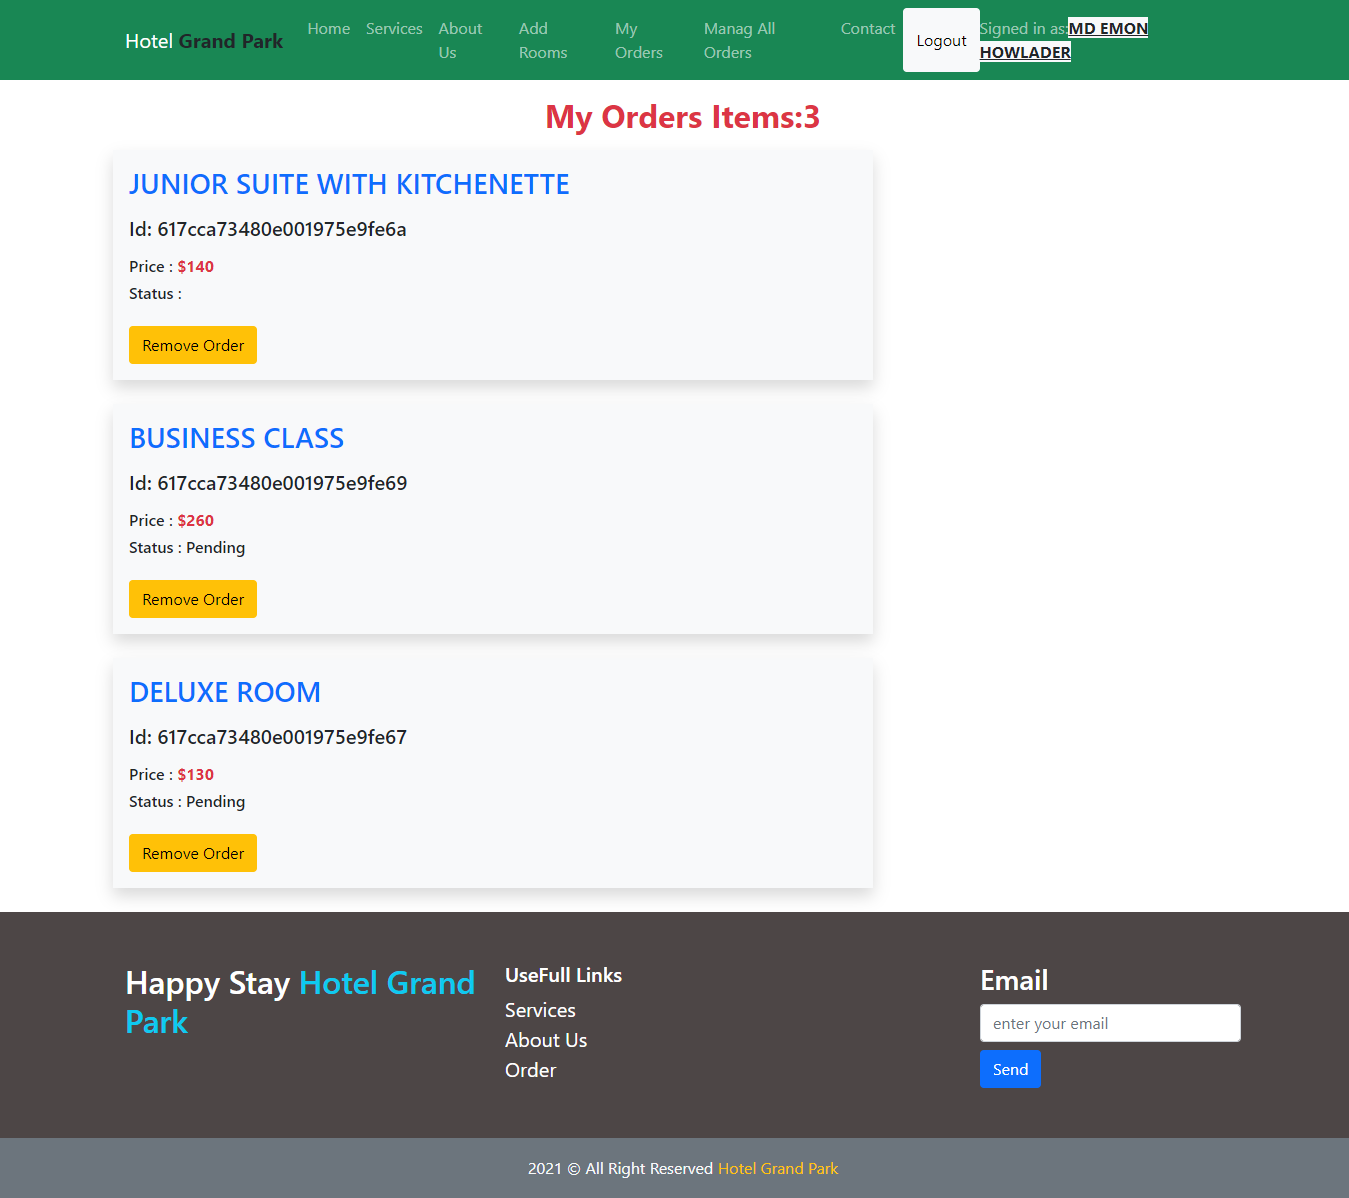 Hotel Grand Park
Home
Services
About
Us
Add
Rooms
My
Orders
Manag All
Orders
Contact
Logout
Signed in as:MD EMON
HOWLADER
My Orders Items:3
JUNIOR SUITE WITH KITCHENETTE
Id: 617cca73480e001975e9fe6a
Price : $140
Status :
Remove Order
BUSINESS CLASS
Id: 617cca73480e001975e9fe69
Price : $260
Status : Pending
Remove Order
DELUXE ROOM
Id: 617cca73480e001975e9fe67
Price : $130
Status : Pending
Remove Order
Happy Stay Hotel Grand
Park
UseFull Links
Services
About Us
Order
Email
enter your email
Send
2021 © All Right Reserved Hotel Grand Park